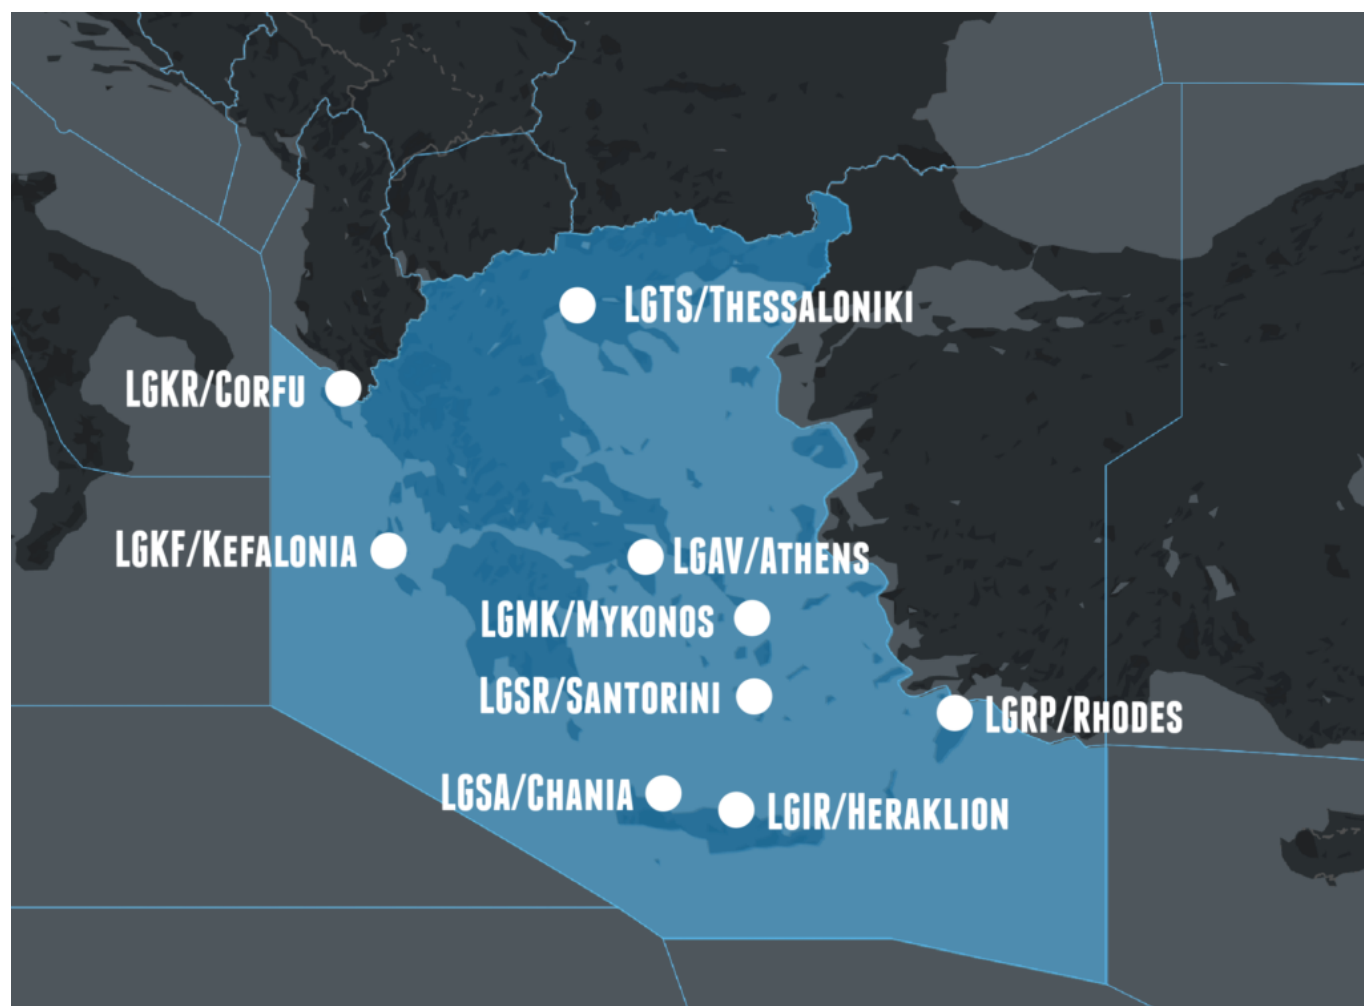 LGTS/Thessaloniki
LGKR/Corfu
LGKF/Kefalonia
LGAV/Athens
LGMK/Mykonos
LGSR/Santorini
LGRP/Rhodes
LGSA/Chania
LGIR/Heraklion